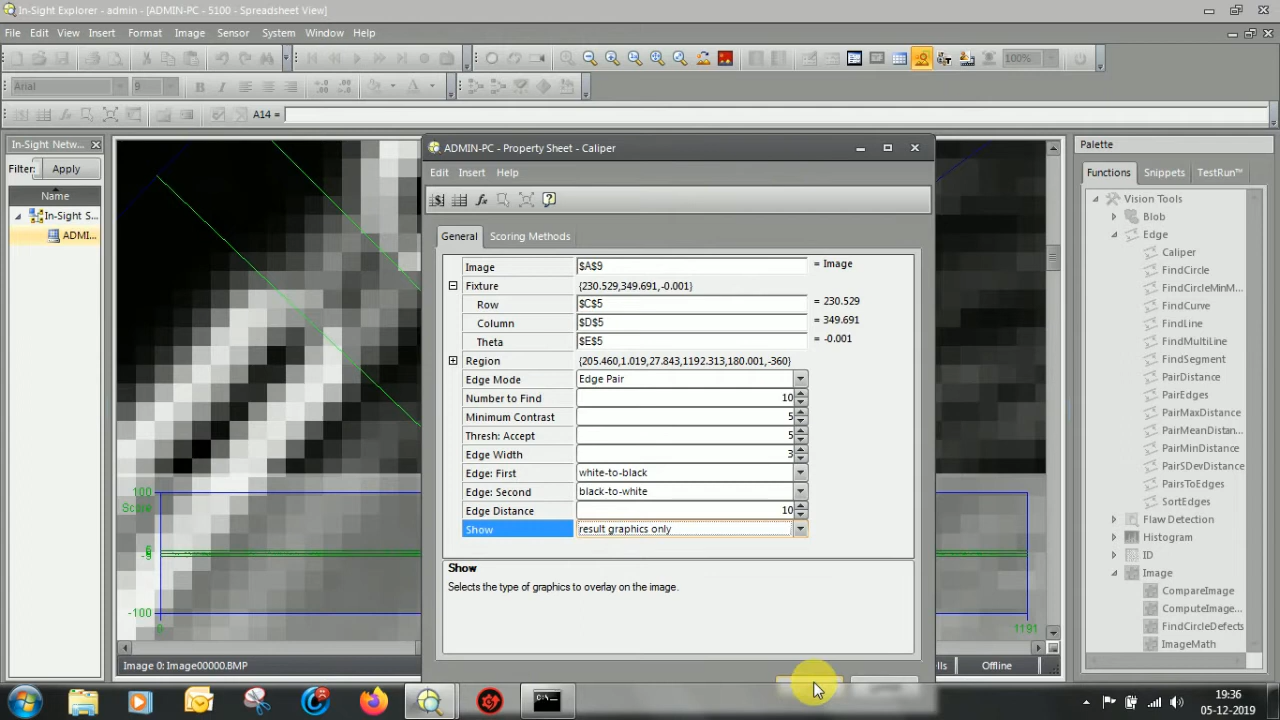 In-Sight Explorer - admin - [ADMIN-PC - 5100 - Spreadsheet View]
File Edit View Insert Format Image Sensor System Window Help
100%
Arial 9
A14 =
In-Sight Netw...
Filter: Apply
Name
In-Sight S...
ADMI...
ADMIN-PC - Property Sheet - Caliper
Edit Insert Help
General Scoring Methods
Image $A$9 = Image
Fixture {230.529,349.691,-0.001}
Row $C$5 = 230.529
Column $D$5 = 349.691
Theta $E$5 = -0.001
Region {205.460,1.019,27.843,1192.313,180.001,-360}
Edge Mode Edge Pair
Number to Find 10
Minimum Contrast 5
Thresh: Accept 5
Edge Width 3
Edge: First white-to-black
Edge: Second black-to-white
Edge Distance 10
Show result graphics only
Show
Selects the type of graphics to overlay on the image.
100
Score
-100
0
1191
Image 0: Image00000.BMP
Offline
Palette
Functions Snippets TestRun™
Vision Tools
Blob
Edge
Caliper
FindCircle
FindCircleMinM...
FindCurve
FindLine
FindMultiLine
FindSegment
PairDistance
PairEdges
PairMaxDistance
PairMeanDistan...
PairMinDistance
PairSDevDistance
PairsToEdges
SortEdges
Flaw Detection
Histogram
ID
Image
CompareImage
ComputeImage...
FindCircleDefects
ImageMath
19:36
05-12-2019